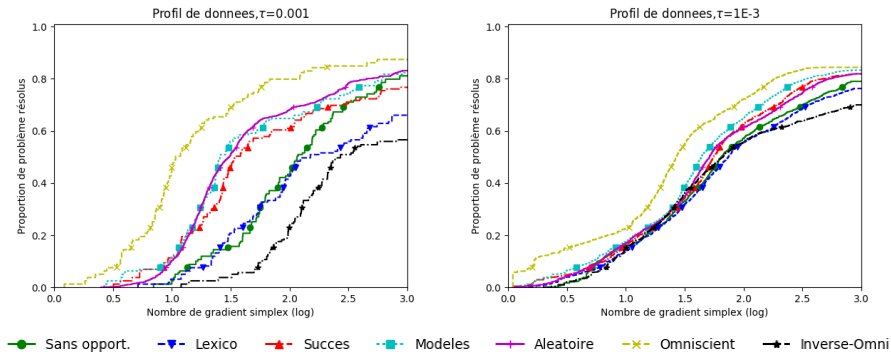 Profil de donnees,τ=0.001
Proportion de problème résolus
1.0
0.8
0.6
0.4
0.2
0.0
0.0 0.5 1.0 1.5 2.0 2.5 3.0
Nombre de gradient simplex (log)
Profil de donnees,τ=1E-3
Proportion de problème résolus
1.0
0.8
0.6
0.4
0.2
0.0
0.0 0.5 1.0 1.5 2.0 2.5 3.0
Nombre de gradient simplex (log)
Sans opport. Lexico Succes Modeles Aleatoire Omniscient Inverse-Omni